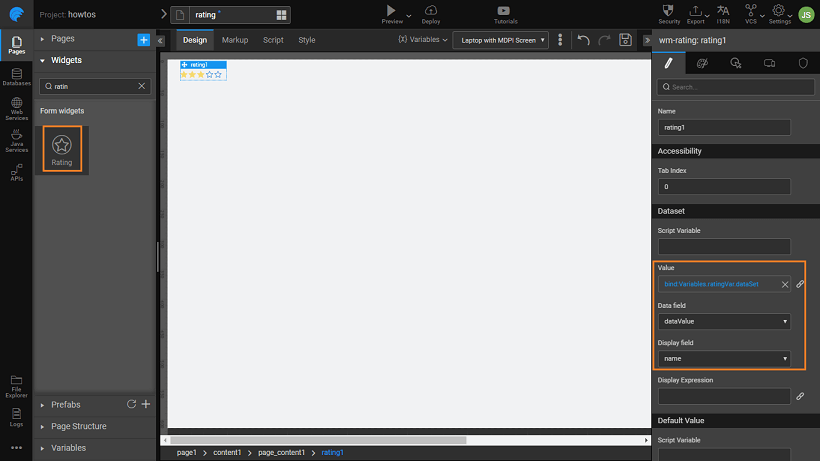 Project: howtos
rating *
Preview
Deploy
Tutorials
Security
Export
I18N
VCS
Settings
JS
Pages
Databases
Web
Services
Java
Services
APIs
File
Explorer
Logs
Pages
Widgets
ratin
Form widgets
Rating
Prefabs
Page Structure
Variables
Design
Markup
Script
Style
{x} Variables
Laptop with MDPI Screen
rating1
page1 > content1 > page_content1 > rating1
wm-rating: rating1
Search...
Name
rating1
Accessibility
Tab Index
0
Dataset
Script Variable
Value
bind:Variables.ratingVar.dataSet
Data field
dataValue
Display field
name
Display Expression
Default Value
Script Variable